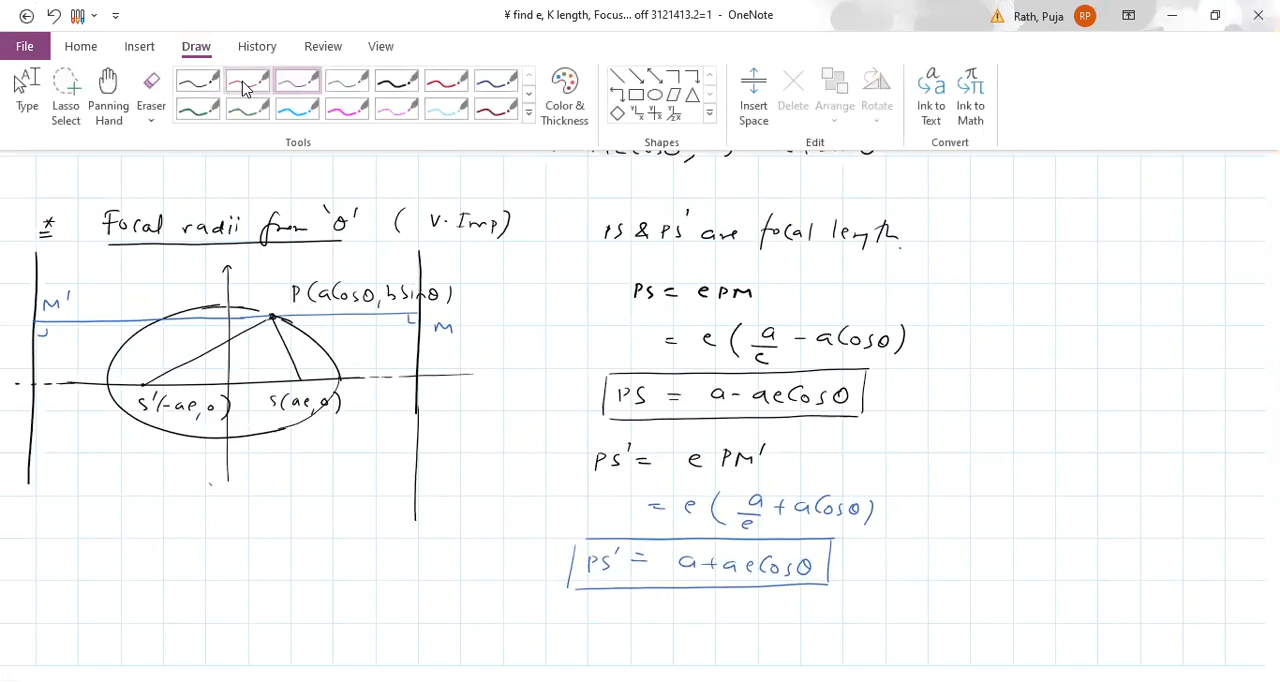 ¥ find e, K length, Focus... off 3121413.2=1 - OneNote
Rath, Puja
RP
File Home Insert Draw History Review View
Type
Lasso Select
Panning Hand
Eraser
Color & Thickness
Insert Space
Delete
Arrange
Rotate
Ink to Text
Ink to Math
Tools
Shapes
Edit
Convert
* Focal radii from 'θ' ( V. Imp)
M'
P(aCosθ, bSinθ)
M
S'(-ae, 0)
S(ae, 0)
PS & PS' are focal length.
PS = e PM
= e ( a/e - aCosθ)
PS = a - aeCosθ
PS' = e PM'
= e ( a/e + aCosθ)
PS' = a + aeCosθ